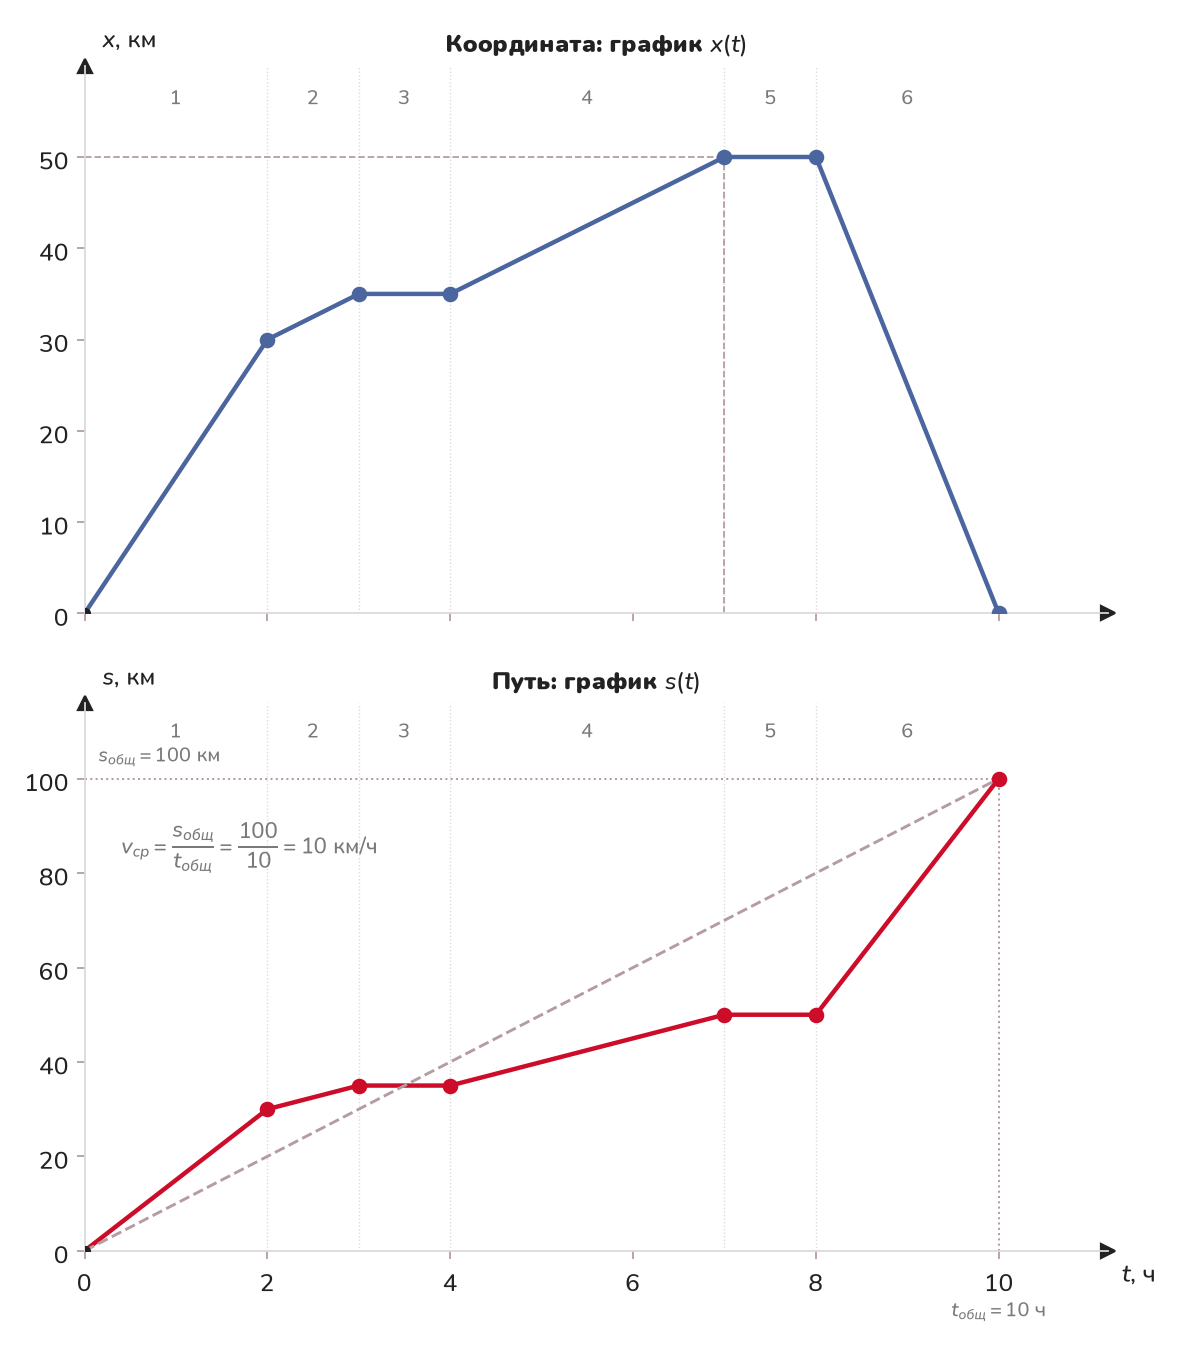 x, км
Координата: график x(t)
1 2 3 4 5 6
50
40
30
20
10
0
s, км
Путь: график s(t)
1 2 3 4 5 6
sобщ = 100 км
100
vср = sобщ/tобщ = 100/10 = 10 км/ч
80
60
40
20
0
0 2 4 6 8 10
t, ч
tобщ = 10 ч